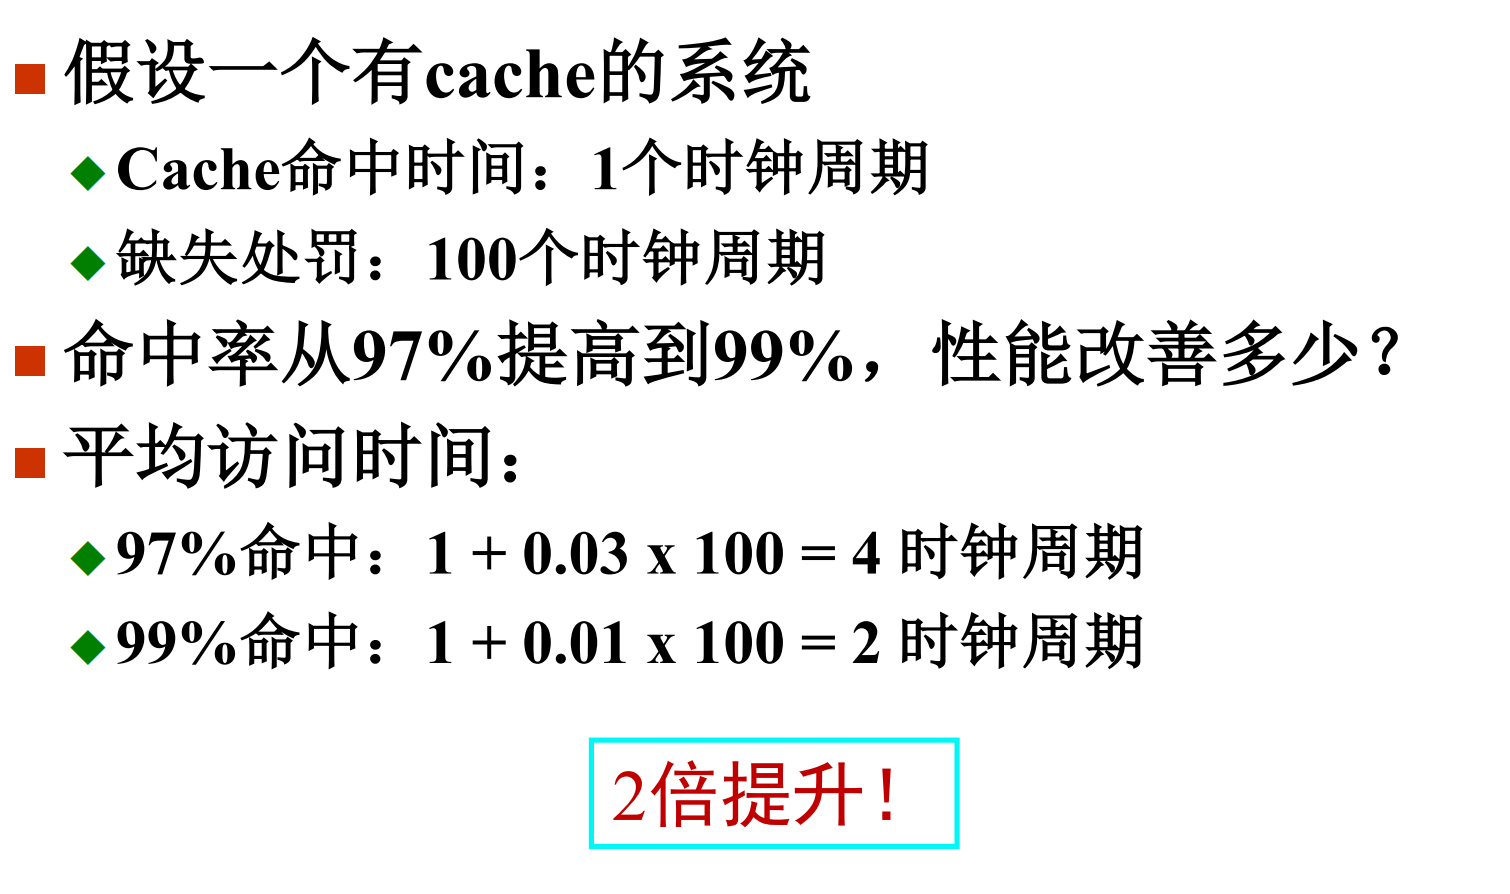 假设一个有cache的系统
Cache命中时间：1个时钟周期
缺失处罚：100个时钟周期
命中率从97%提高到99%，性能改善多少？
平均访问时间：
97%命中：1 + 0.03 x 100 = 4 时钟周期
99%命中：1 + 0.01 x 100 = 2 时钟周期
2倍提升！